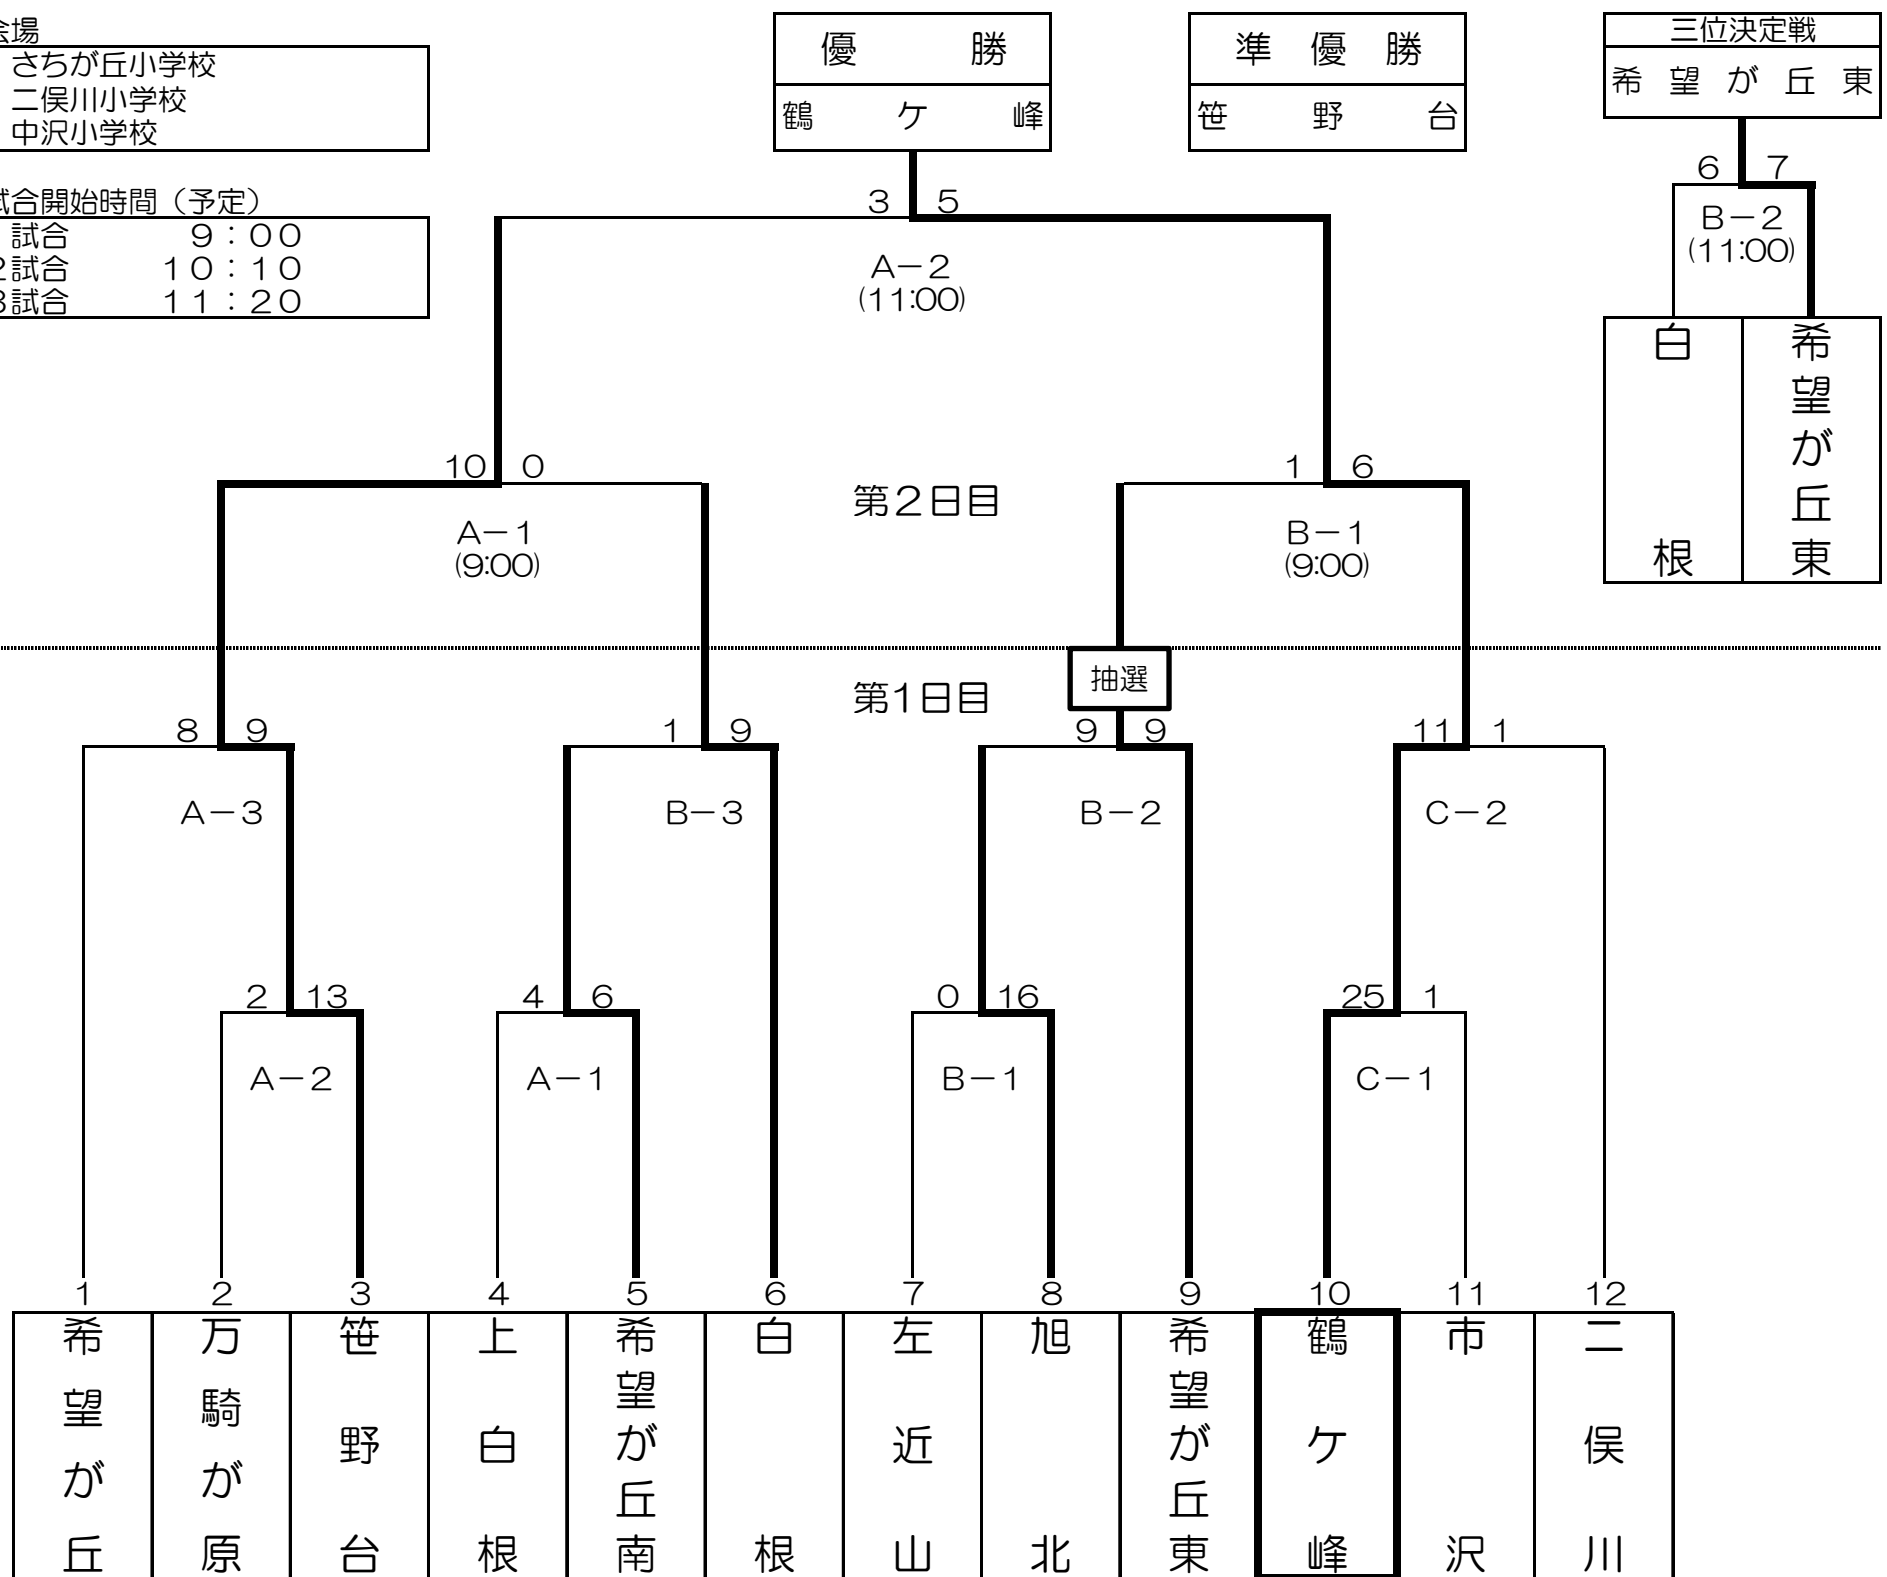 会場
さちが丘小学校
二俣川小学校
中沢小学校
試合開始時間（予定）
試合 ９：００
２試合 １０：１０
３試合 １１：２０
優勝
鶴ケ峰
準優勝
笹野台
三位決定戦
希望が丘東
6 7
B－2
(11:00)
白根
希望が丘東
3 5
A－2
(11:00)
10 0
A－1
(9:00)
第２日目
1 6
B－1
(9:00)
抽選
第１日目
8 9
A－3
1 9
B－3
9 9
B－2
11 1
C－2
2 13
A－2
4 6
A－1
0 16
B－1
25 1
C－1
1 2 3 4 5 6 7 8 9 10 11 12
希望が丘
万騎が原
笹野台
上白根
希望が丘南
白根
左近山
旭北
希望が丘東
鶴ケ峰
市沢
二俣川